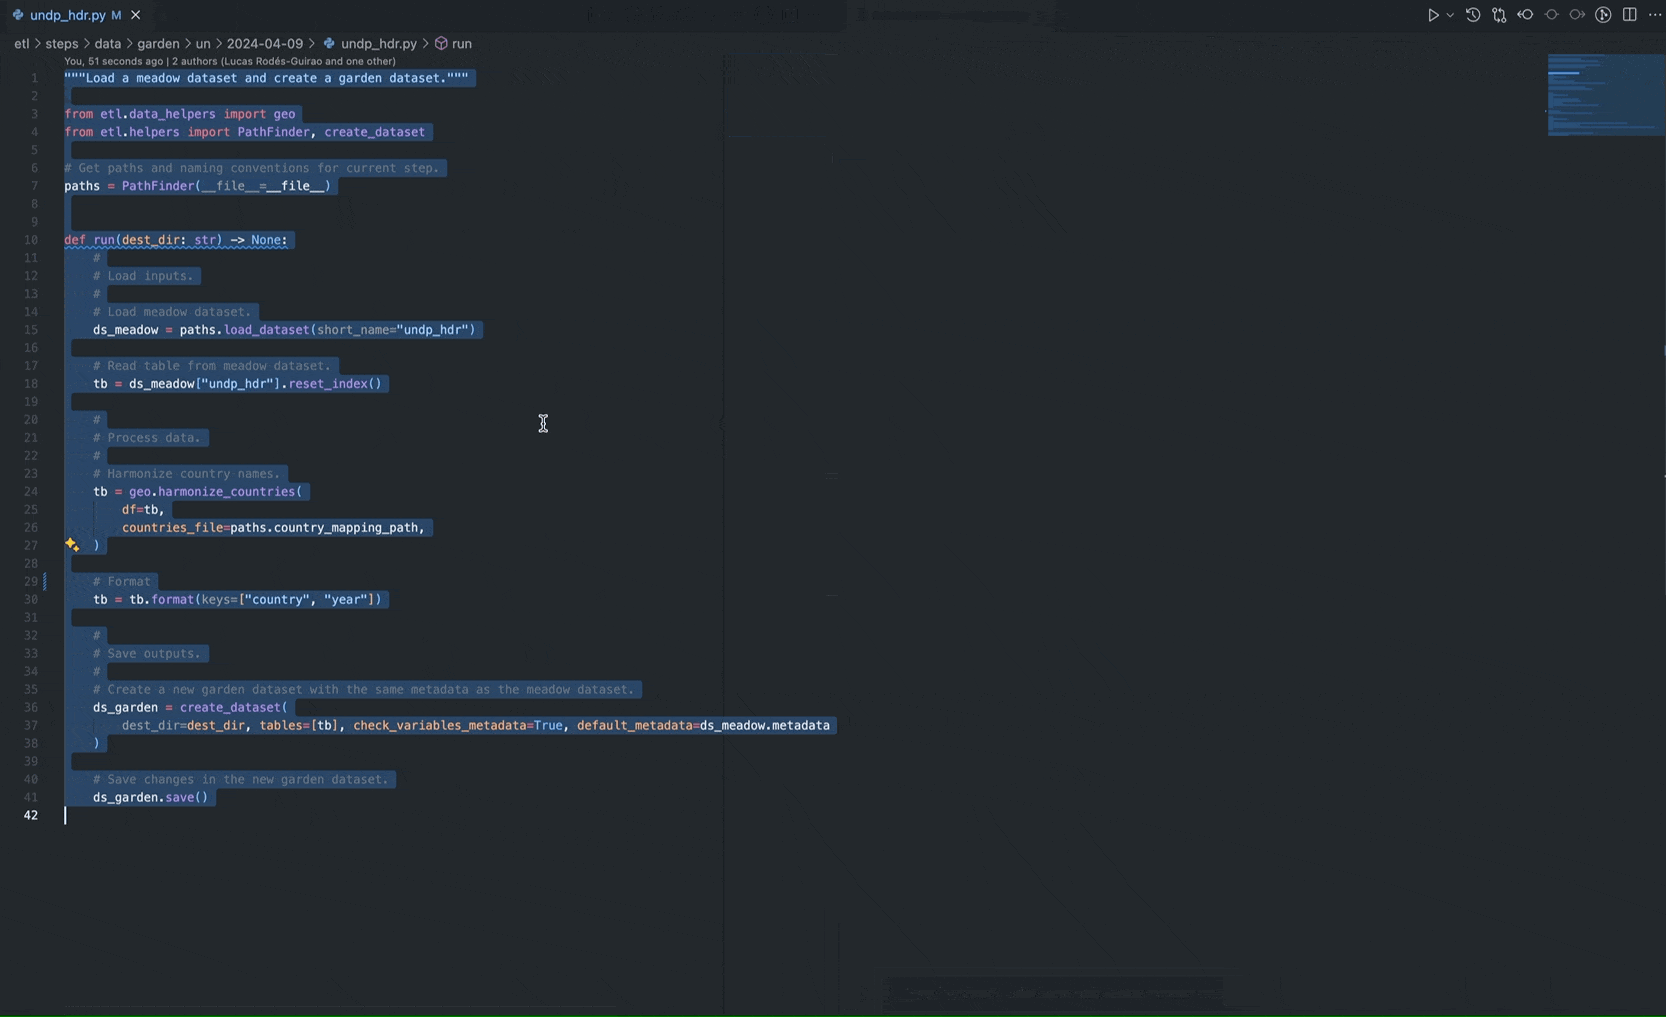 undp_hdr.py M
etl > steps > data > garden > un > 2024-04-09 > undp_hdr.py > run
You, 51 seconds ago | 2 authors (Lucas Rodés-Guirao and one other)
1 """Load a meadow dataset and create a garden dataset."""
2
3 from etl.data_helpers import geo
4 from etl.helpers import PathFinder, create_dataset
5
6 # Get paths and naming conventions for current step.
7 paths = PathFinder(__file__=__file__)
8
9
10 def run(dest_dir: str) -> None:
11     #
12     # Load inputs.
13     #
14     # Load meadow dataset.
15     ds_meadow = paths.load_dataset(short_name="undp_hdr")
16
17     # Read table from meadow dataset.
18     tb = ds_meadow["undp_hdr"].reset_index()
19
20     #
21     # Process data.
22     #
23     # Harmonize country names.
24     tb = geo.harmonize_countries(
25         df=tb,
26         countries_file=paths.country_mapping_path,
27     )
28
29     # Format
30     tb = tb.format(keys=["country", "year"])
31
32     #
33     # Save outputs.
34     #
35     # Create a new garden dataset with the same metadata as the meadow dataset.
36     ds_garden = create_dataset(
37         dest_dir=dest_dir, tables=[tb], check_variables_metadata=True, default_metadata=ds_meadow.metadata
38     )
39
40     # Save changes in the new garden dataset.
41     ds_garden.save()
42